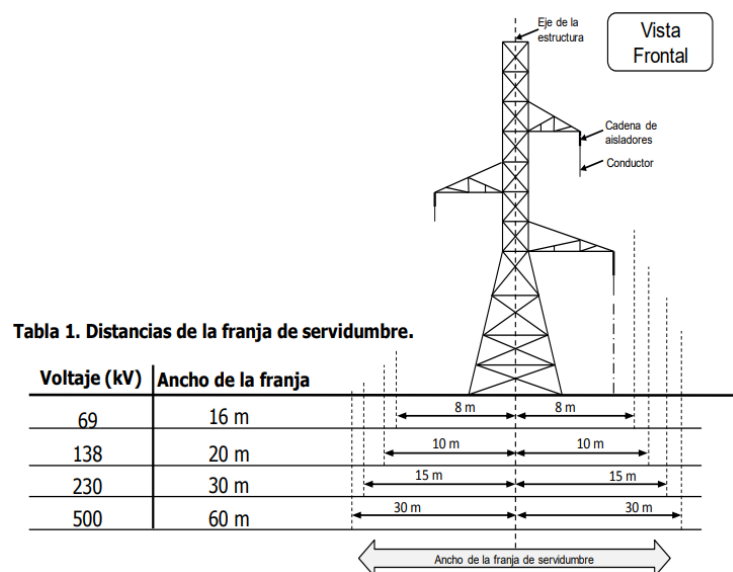 Eje de la
estructura
Vista
Frontal
Cadena de
aisladores
Conductor
Tabla 1. Distancias de la franja de servidumbre.
Voltaje (kV) Ancho de la franja
69 16 m 8 m 8 m
138 20 m 10 m 10 m
230 30 m 15 m 15 m
500 60 m 30 m 30 m
Ancho de la franja de servidumbre